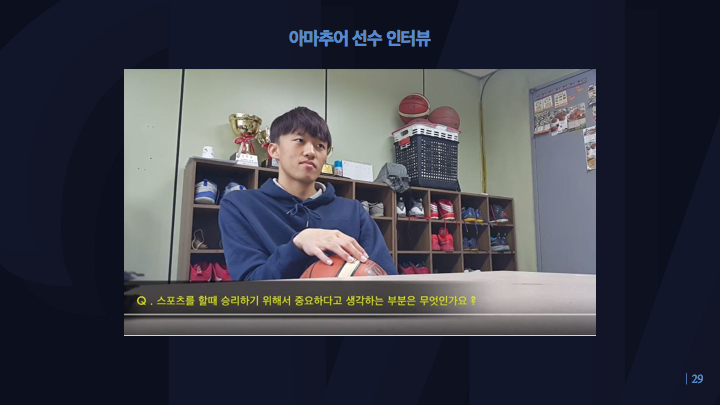 아마추어 선수 인터뷰
Q . 스포츠를 할때 승리하기 위해서 중요하다고 생각하는 부분은 무엇인가요 ?
29